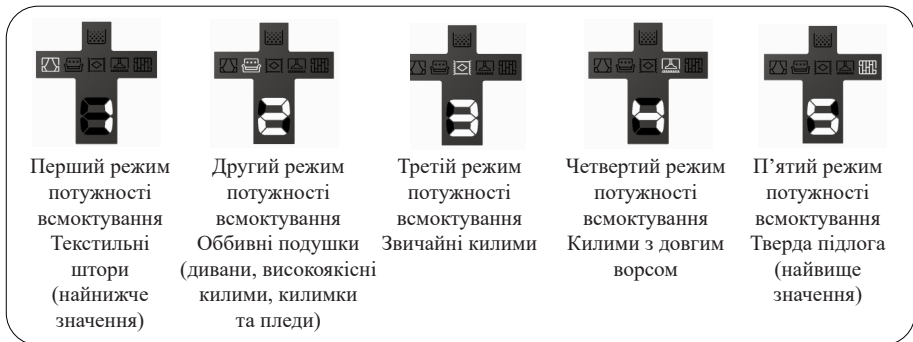 Перший режим
потужності
всмоктування
Текстильні
штори
(найнижче
значення)
Другий режим
потужності
всмоктування
Оббивні подушки
(дивани, високоякісні
килими, килимки
та пледи)
Третій режим
потужності
всмоктування
Звичайні килими
Четвертий режим
потужності
всмоктування
Килими з довгим
ворсом
П’ятий режим
потужності
всмоктування
Тверда підлога
(найвище
значення)